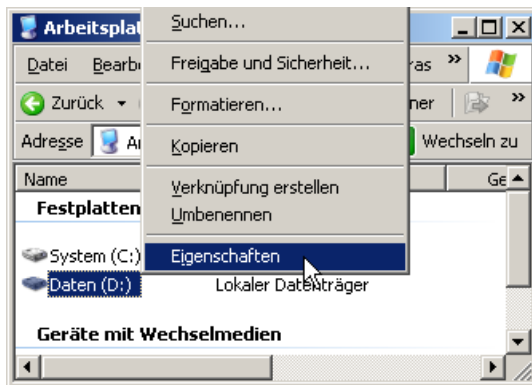 Arbeitsplat
Suchen...
Datei Bearb
Freigabe und Sicherheit...
ras »
Zurück
Formatieren...
ner »
Adresse
Kopieren
Wechseln zu
Name
Verknüpfung erstellen
Ge
Festplatten
Umbenennen
System (C:)
Eigenschaften
Daten (D:) Lokaler Datenträger
Geräte mit Wechselmedien